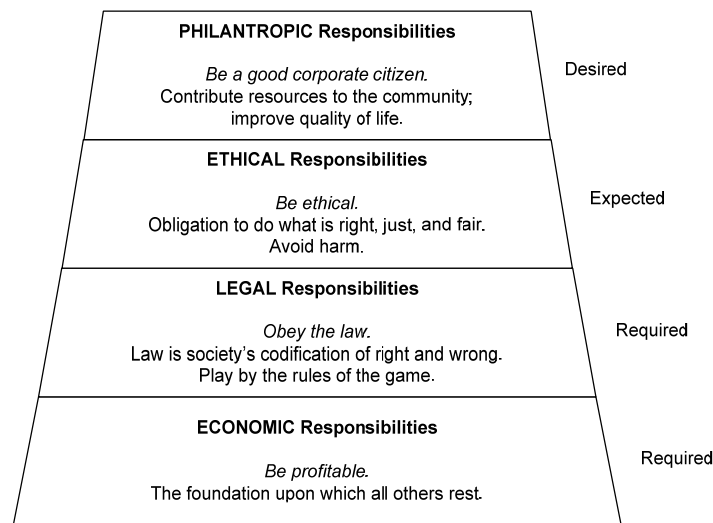 PHILANTROPIC Responsibilities
Be a good corporate citizen.
Contribute resources to the community;
improve quality of life.
Desired
ETHICAL Responsibilities
Be ethical.
Obligation to do what is right, just, and fair.
Avoid harm.
Expected
LEGAL Responsibilities
Obey the law.
Law is society's codification of right and wrong.
Play by the rules of the game.
Required
ECONOMIC Responsibilities
Be profitable.
The foundation upon which all others rest.
Required